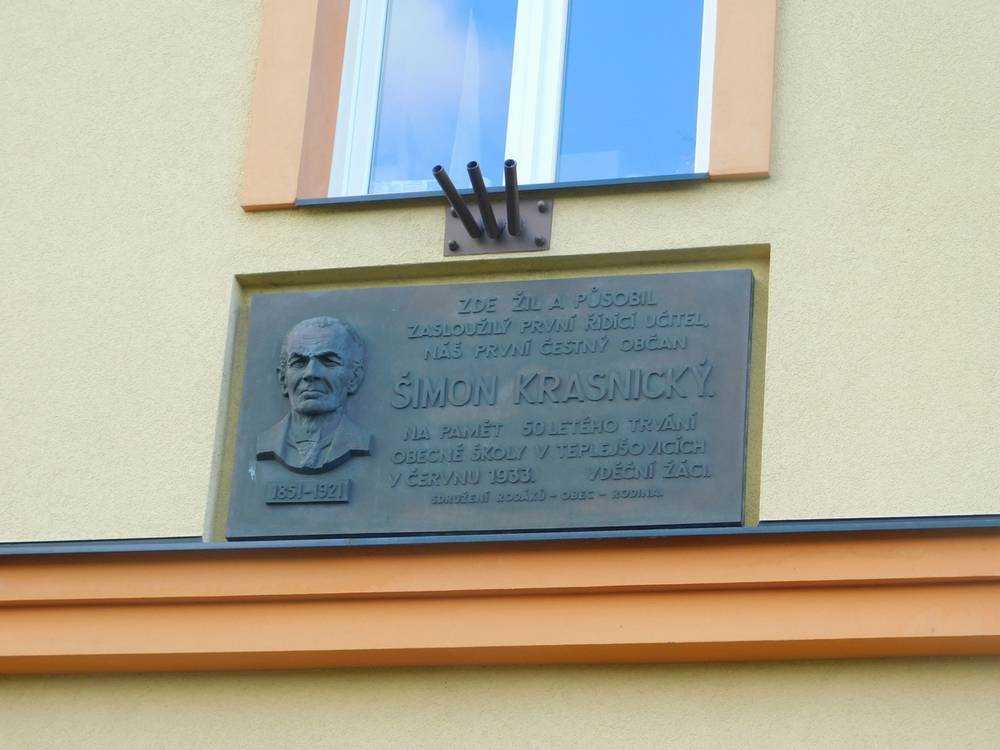 ZDE ŽIL A PŮSOBIL
ZASLOUŽILÝ PRVNÍ ŘÍDÍCÍ UČITEL,
NÁŠ PRVNÍ ČESTNÝ OBČAN
ŠIMON KRASNICKÝ.
NA PAMĚT 50LETÉHO TRVÁNÍ
OBECNÉ ŠKOLY V TEPLEJŠOVICÍCH
V ČERVNU 1933. VDĚČNÍ ŽÁCI.
SDRUŽENÍ RODÁKŮ - OBEC - RODINA.
1851-1921